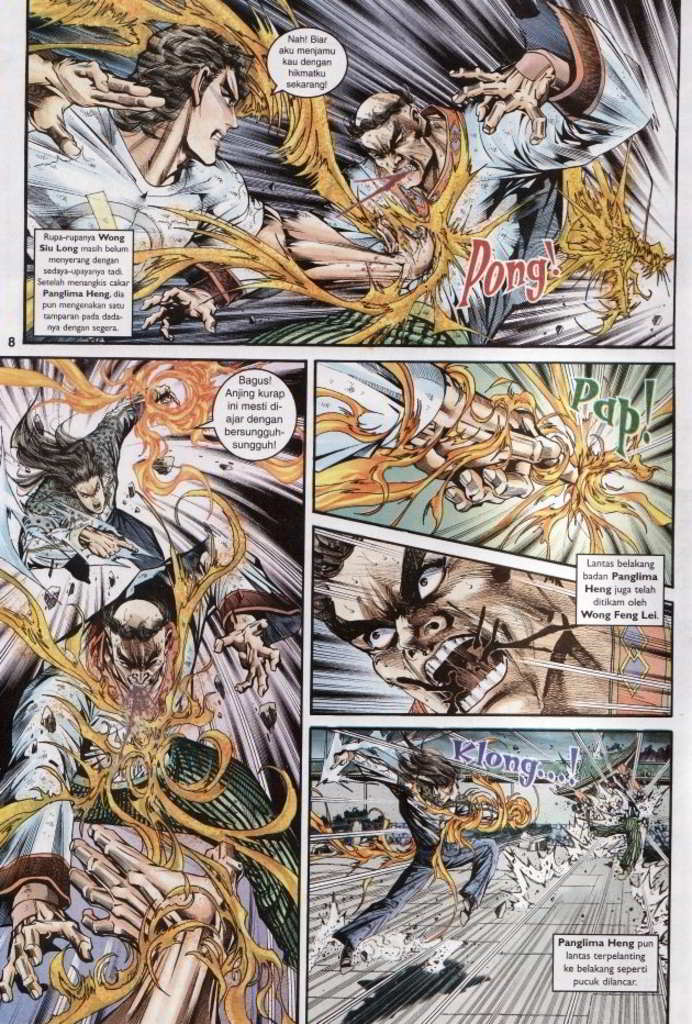 Nah! Biar
aku menjamu
kau dengan
hikmatku
sekarang!
Rupa-rupanya Wong
Siu Long masih belum
menyerang dengan
sedaya-upayanya tadi.
Setelah menangkis cakar
Panglima Heng, dia
pun mengenakan satu
tamparan pada dada-
nya dengan segera.
Pong!
8
Bagus!
Anjing kurap
ini mesti di-
ajar dengan
bersungguh-
sungguh!
Pap!
Lantas belakang
badan Panglima
Heng juga telah
ditikam oleh
Wong Feng Lei.
Klong....!
Panglima Heng pun
lantas terpelanting
ke belakang seperti
pucuk dilancar.